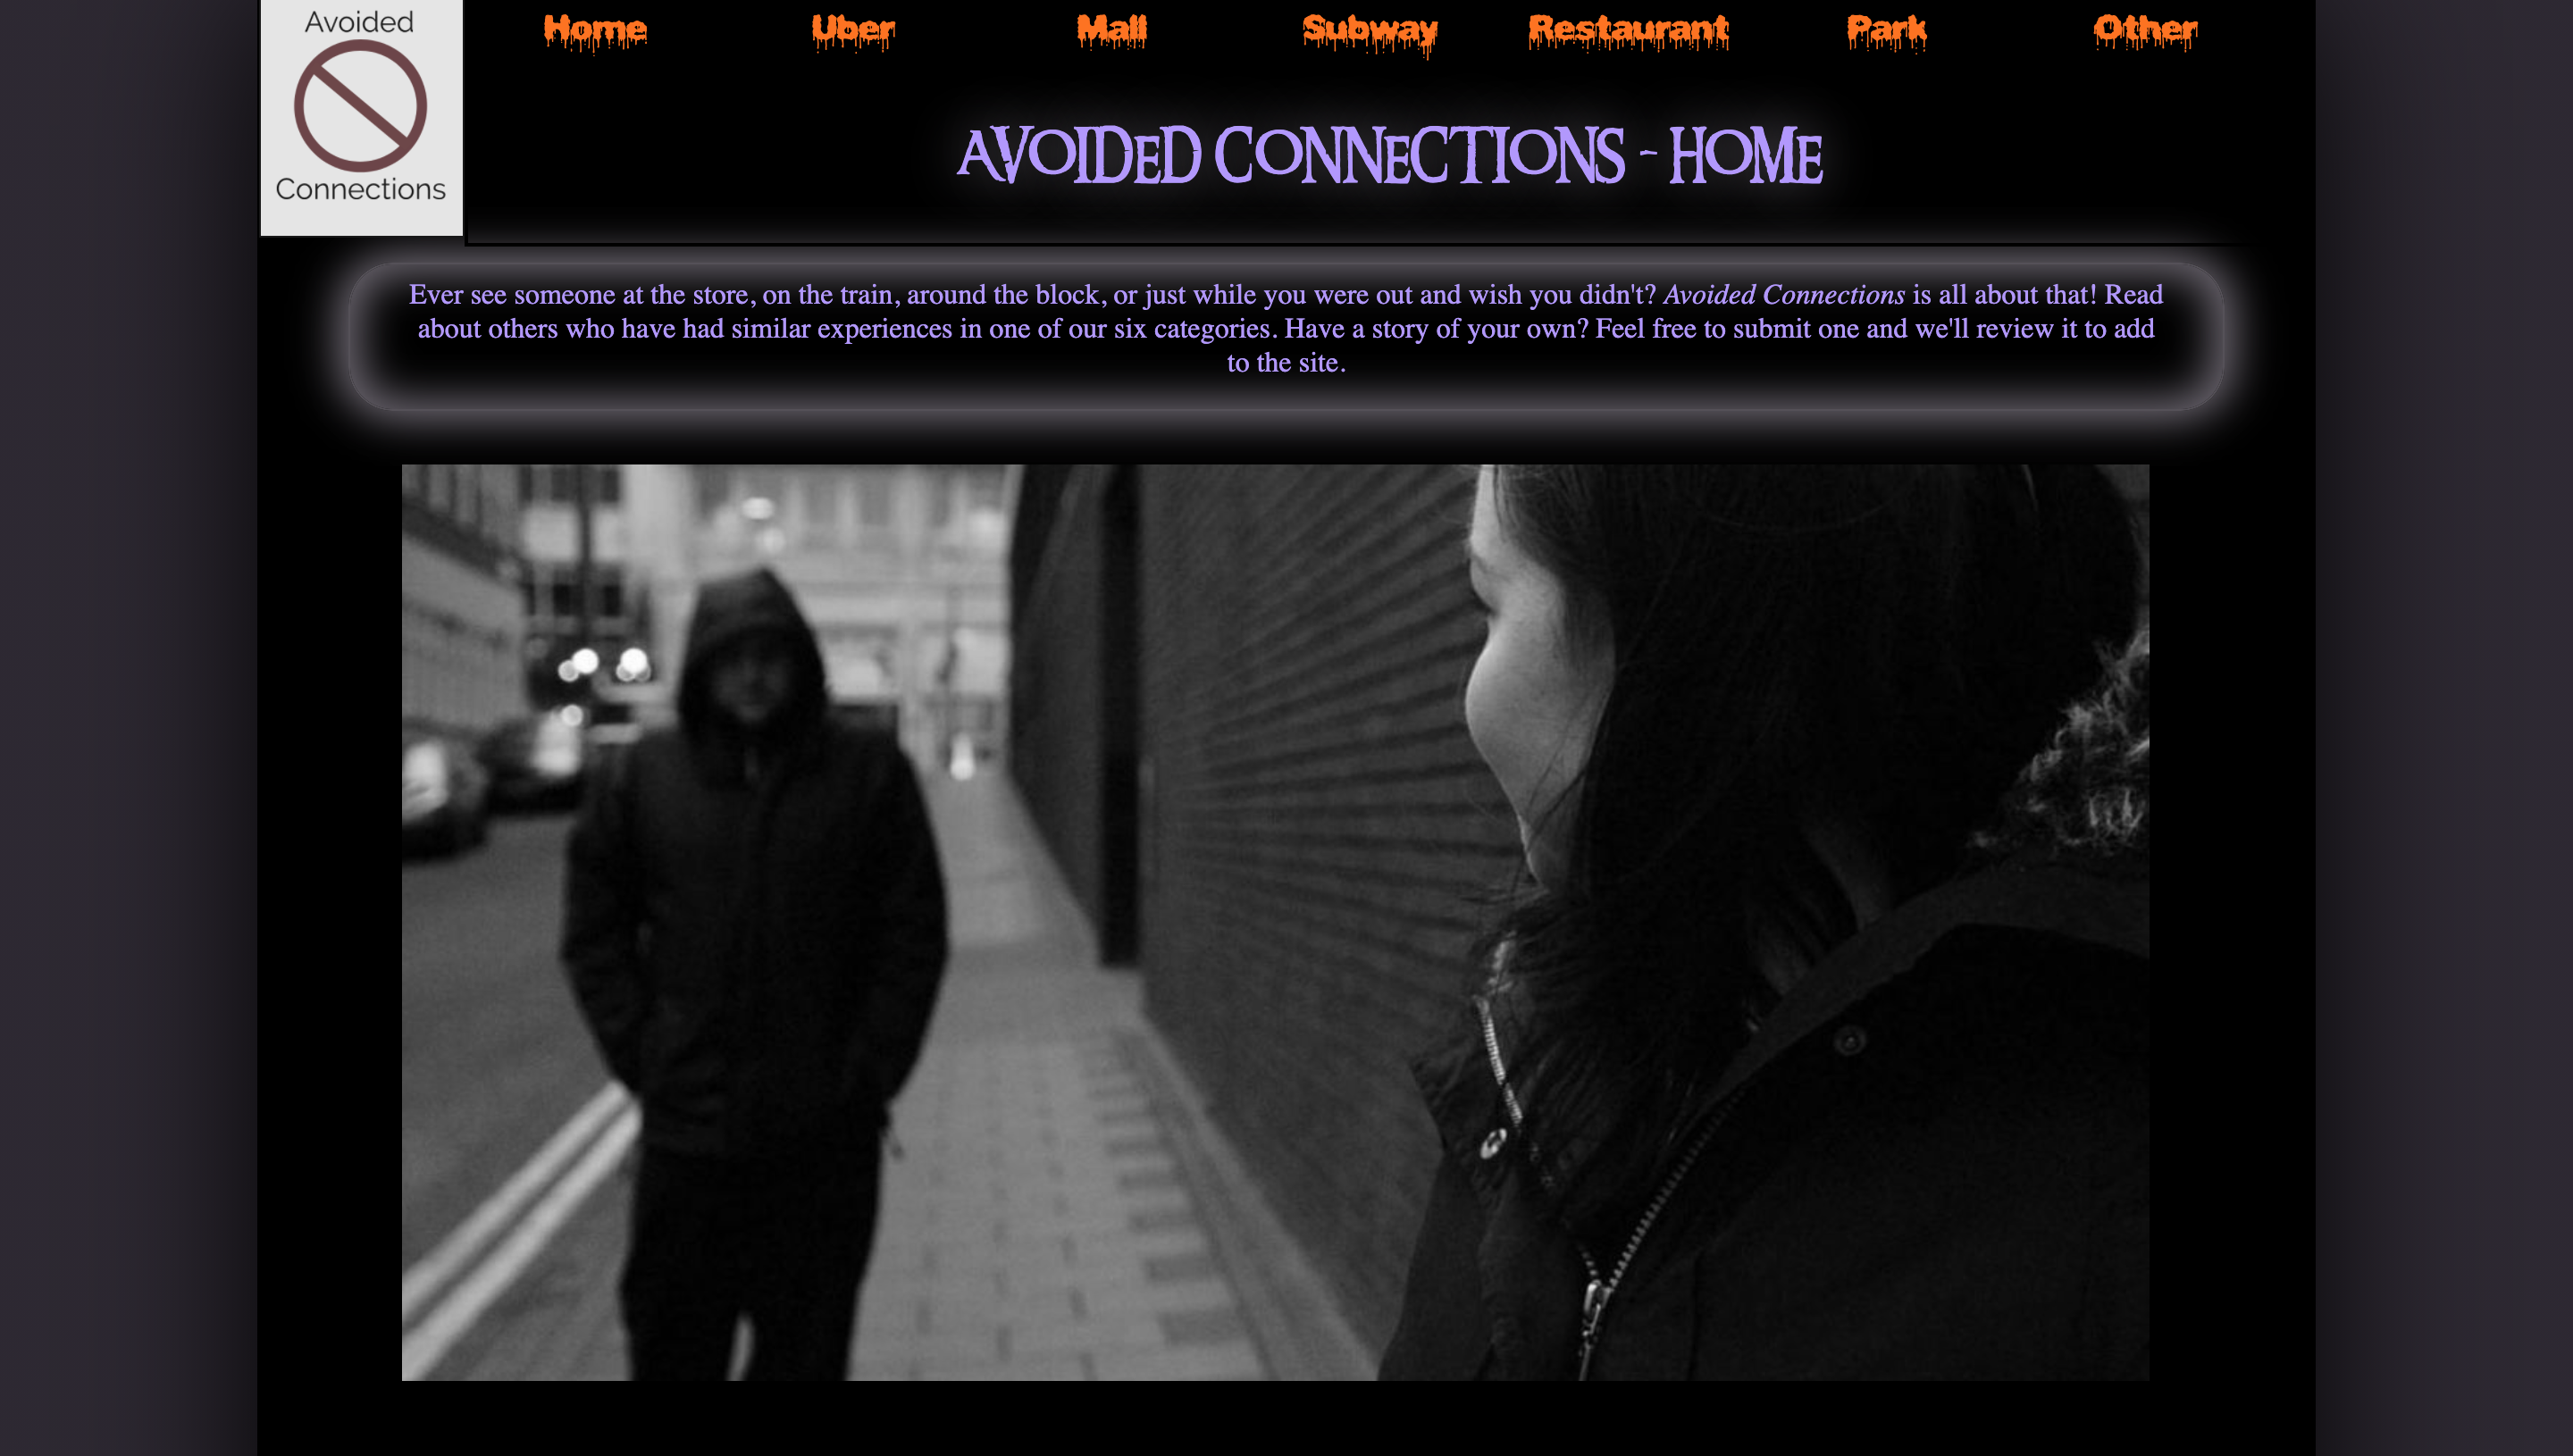 Avoided
Connections
Home Uber Mall Subway Restaurant Park Other
AVOIDED CONNECTIONS - HOME
Ever see someone at the store, on the train, around the block, or just while you were out and wish you didn't? Avoided Connections is all about that! Read
about others who have had similar experiences in one of our six categories. Have a story of your own? Feel free to submit one and we'll review it to add
to the site.